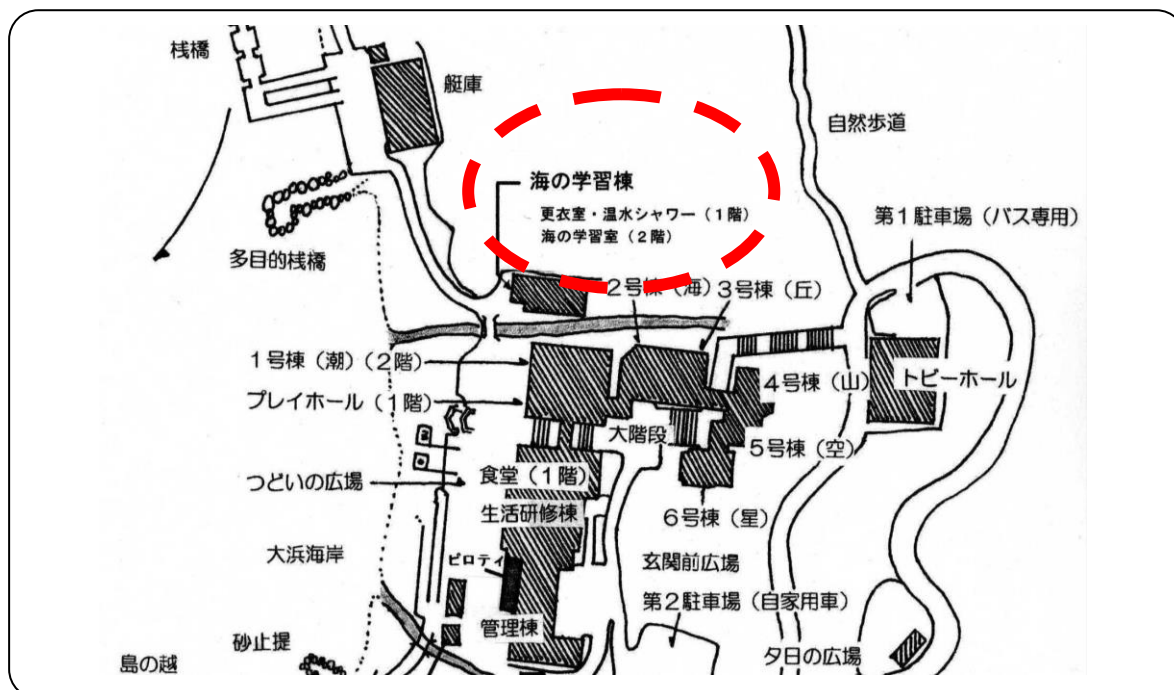 桟橋
艇庫
自然歩道
海の学習棟
更衣室・温水シャワー（１階）
海の学習室（２階）
第１駐車場（バス専用）
多目的桟橋
２号棟（海）
３号棟（丘）
１号棟（潮）（２階）
４号棟（山）
トビーホール
プレイホール（１階）
大階段
５号棟（空）
つどいの広場
食堂（１階）
生活研修棟
６号棟（星）
大浜海岸
ピロティ
玄関前広場
第２駐車場（自家用車）
管理棟
砂止提
夕日の広場
島の越